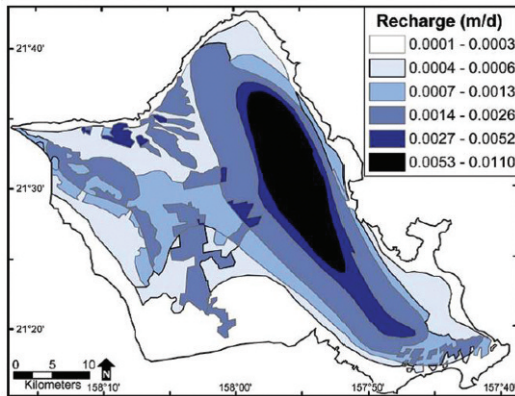 Recharge (m/d)
0.0001 - 0.0003
0.0004 - 0.0006
0.0007 - 0.0013
0.0014 - 0.0026
0.0027 - 0.0052
0.0053 - 0.0110
21°40'
21°30'
21°20'
0 5 10
Kilometers
N
158°10'
158°00'
157°50'
157°40'